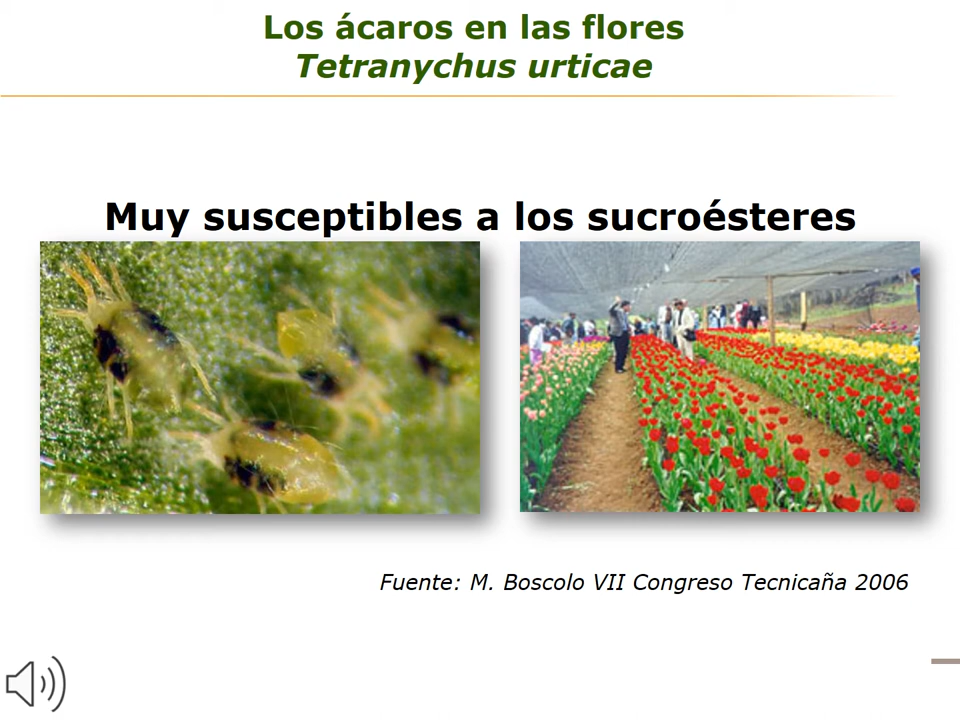 Los ácaros en las flores
Tetranychus urticae
Muy susceptibles a los sucroésteres
Fuente: M. Boscolo VII Congreso Tecnicaña 2006